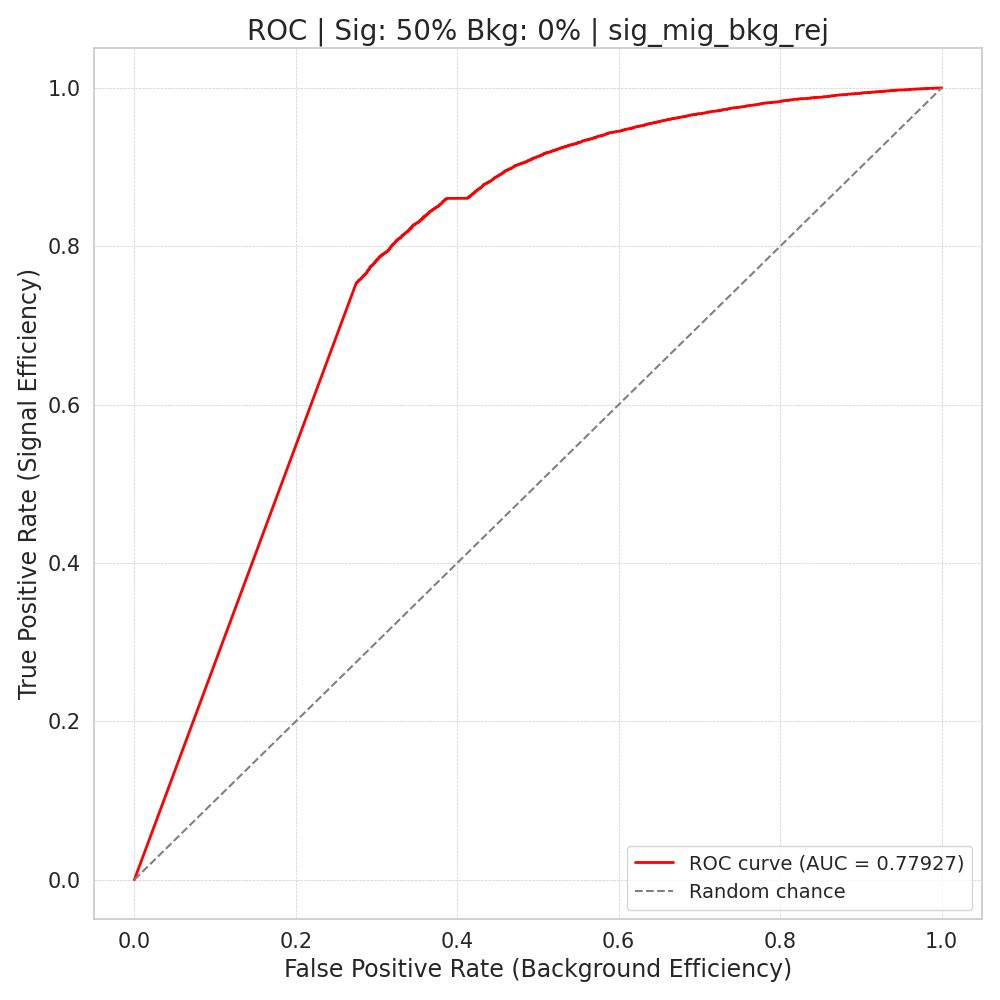 ROC | Sig: 50% Bkg: 0% | sig_mig_bkg_rej
True Positive Rate (Signal Efficiency)
1.0
0.8
0.6
0.4
0.2
0.0
ROC curve (AUC = 0.77927)
Random chance
0.0 0.2 0.4 0.6 0.8 1.0
False Positive Rate (Background Efficiency)